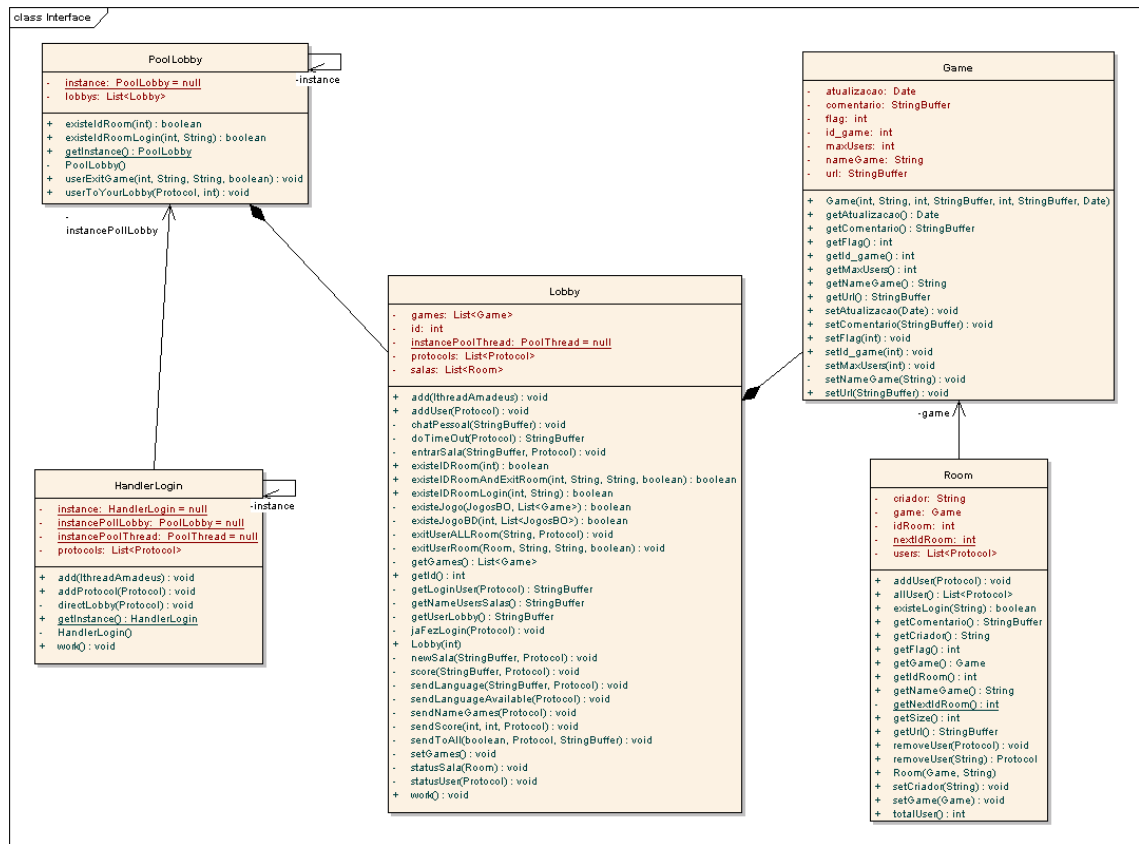 class Interface
PoolLobby
- instance: PoolLobby = null
- lobbys: List<Lobby>
+ existeIdRoom(int) : boolean
+ existeIdRoomLogin(int, String) : boolean
+ getInstance() : PoolLobby
- PoolLobby()
+ userExitGame(int, String, String, boolean) : void
+ userToYourLobby(Protocol, int) : void
-instance
-
instancePollLobby
HandlerLogin
- instance: HandlerLogin = null
- instancePollLobby: PoolLobby = null
- instancePoolThread: PoolThread = null
- protocols: List<Protocol>
+ add(IthreadAmadeus) : void
+ addProtocol(Protocol) : void
- directLobby(Protocol) : void
+ getInstance() : HandlerLogin
- HandlerLogin()
+ work() : void
-instance
Lobby
- games: List<Game>
- id: int
- instancePoolThread: PoolThread = null
- protocols: List<Protocol>
- salas: List<Room>
+ add(IthreadAmadeus) : void
+ addUser(Protocol) : void
- chatPessoal(StringBuffer) : void
- doTimeOut(Protocol) : StringBuffer
- entrarSala(StringBuffer, Protocol) : void
+ existeIDRoom(int) : boolean
+ existeIDRoomAndExitRoom(int, String, String, boolean) : boolean
+ existeIDRoomLogin(int, String) : boolean
- existeJogo(JogosBO, List<Game>) : boolean
- existeJogoBD(int, List<JogosBO>) : boolean
- exitUserALLRoom(String, Protocol) : void
- exitUserRoom(Room, String, String, boolean) : void
- getGames() : List<Game>
+ getId() : int
- getLoginUser(Protocol) : StringBuffer
- getNameUsersSalas() : StringBuffer
- getUserLobby() : StringBuffer
- jaFezLogin(Protocol) : void
+ Lobby(int)
- newSala(StringBuffer, Protocol) : void
- score(StringBuffer, Protocol) : void
- sendLanguage(StringBuffer, Protocol) : void
- sendLanguageAvailable(Protocol) : void
- sendNameGames(Protocol) : void
- sendScore(int, int, Protocol) : void
- sendToAll(boolean, Protocol, StringBuffer) : void
- setGames() : void
- statusSala(Room) : void
- statusUser(Protocol) : void
+ work() : void
Game
- atualizacao: Date
- comentario: StringBuffer
- flag: int
- id_game: int
- maxUsers: int
- nameGame: String
- url: StringBuffer
+ Game(int, String, int, StringBuffer, int, StringBuffer, Date)
+ getAtualizacao() : Date
+ getComentario() : StringBuffer
+ getFlag() : int
+ getId_game() : int
+ getMaxUsers() : int
+ getNameGame() : String
+ getUrl() : StringBuffer
+ setAtualizacao(Date) : void
+ setComentario(StringBuffer) : void
+ setFlag(int) : void
+ setId_game(int) : void
- setMaxUsers(int) : void
- setNameGame(String) : void
+ setUrl(StringBuffer) : void
-game
Room
- criador: String
- game: Game
- idRoom: int
- nextIdRoom: int
- users: List<Protocol>
+ addUser(Protocol) : void
+ allUser() : List<Protocol>
+ existeLogin(String) : boolean
+ getComentario() : StringBuffer
+ getCriador() : String
+ getFlag() : int
+ getGame() : Game
+ getIdRoom() : int
+ getNameGame() : String
- getNextIdRoom() : int
+ getSize() : int
+ getUrl() : StringBuffer
+ removeUser(Protocol) : void
+ removeUser(String) : Protocol
+ Room(Game, String)
+ setCriador(String) : void
+ setGame(Game) : void
+ totalUser() : int